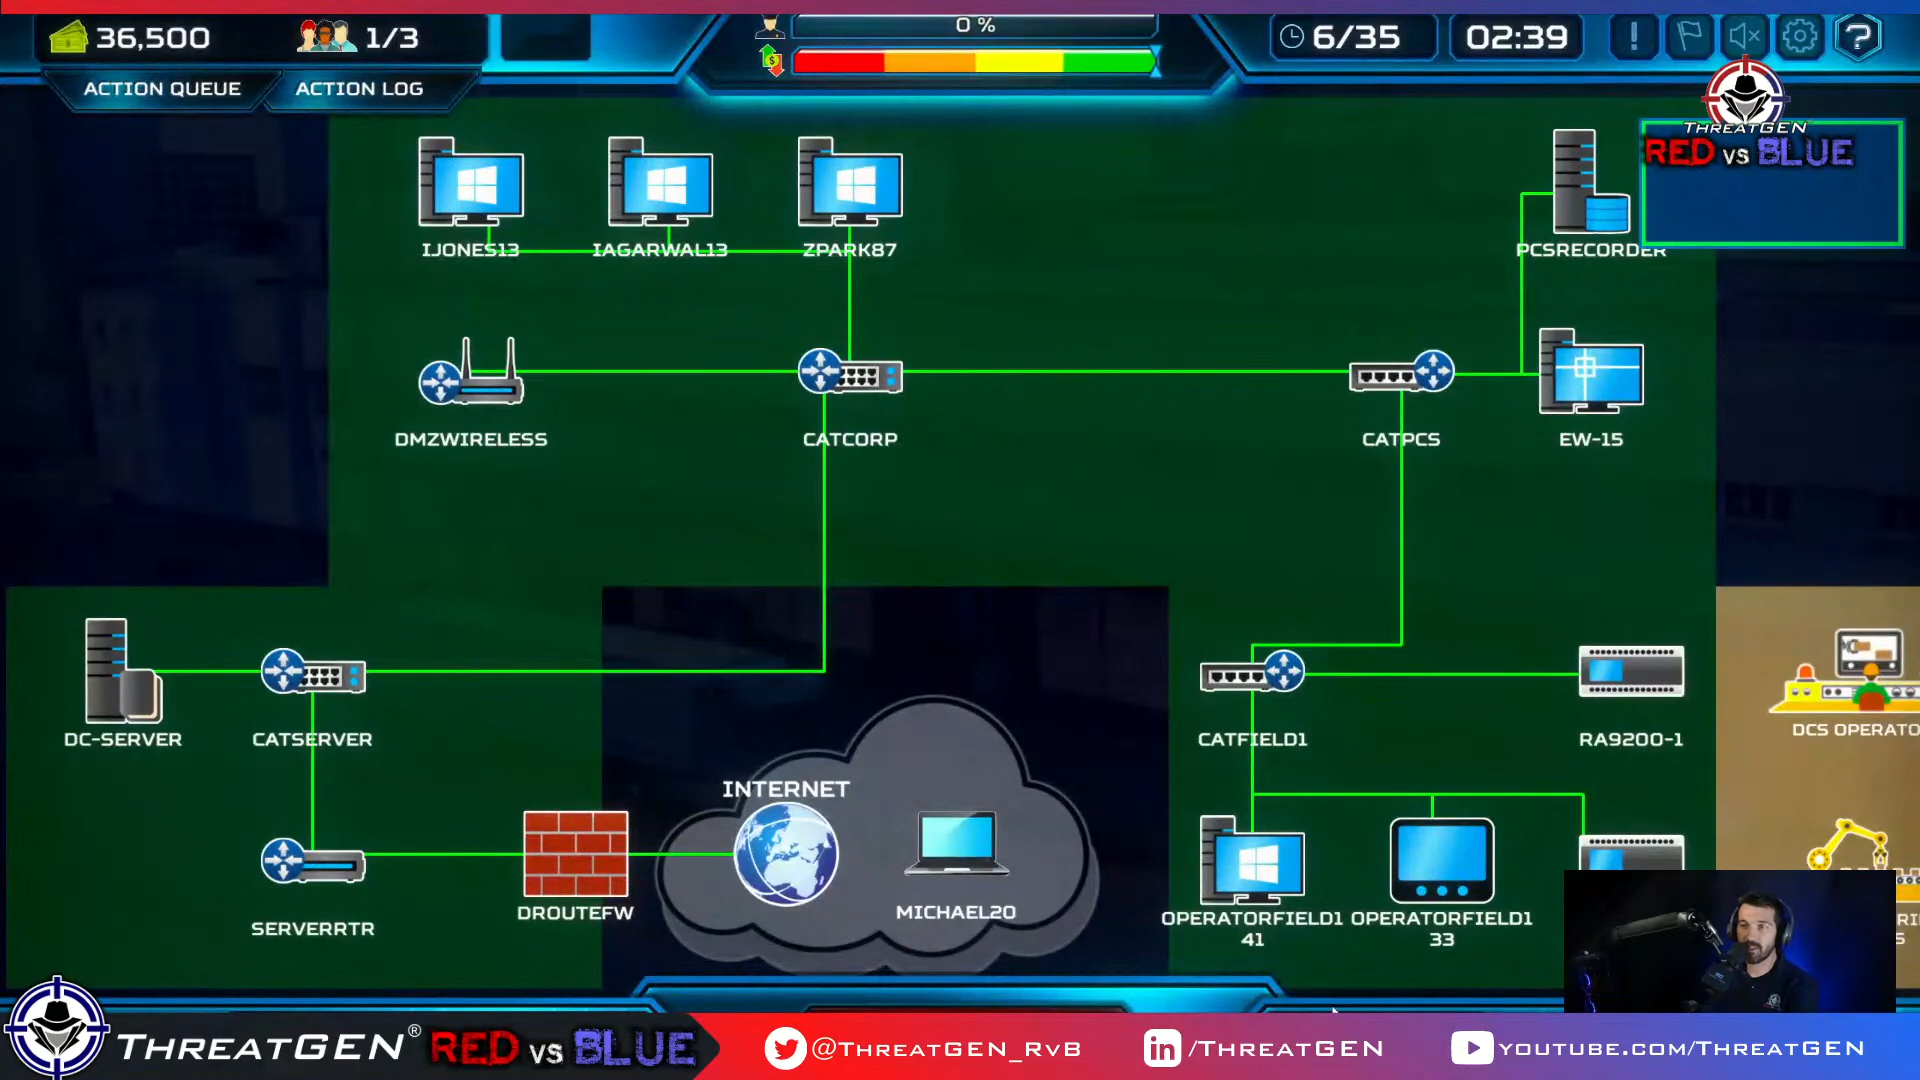 36,500
1/3
0 %
6/35
02:39
?
ACTION QUEUE
ACTION LOG
THREATGEN
RED VS BLUE
IJONES13
IAGARWAL13
ZPARK87
PCSRECORDER
DMZWIRELESS
CATCORP
CATPCS
EW-15
DC-SERVER
CATSERVER
CATFIELD1
RA9200-1
DCS OPERATO
INTERNET
MICHAEL20
SERVERRTR
DROUTEFW
OPERATORFIELD1
41
OPERATORFIELD1
33
THREATGEN® RED VS BLUE
@THREATGEN_RVB
in /THREATGEN
YOUTUBE.COM/THREATGEN